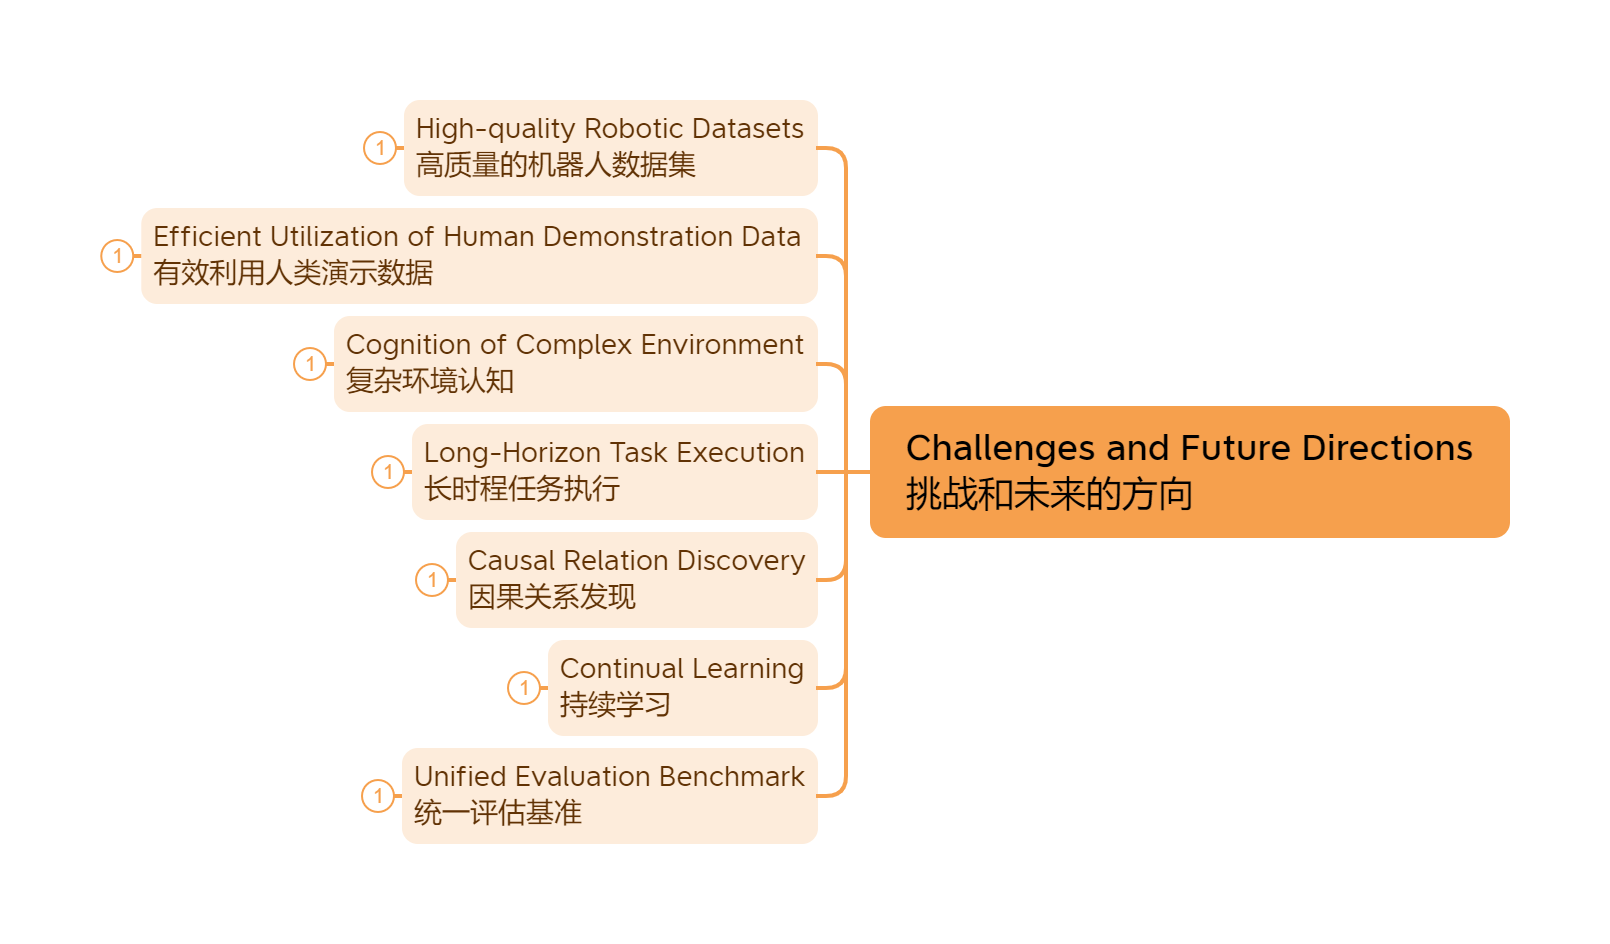 1
High-quality Robotic Datasets
高质量的机器人数据集
1
Efficient Utilization of Human Demonstration Data
有效利用人类演示数据
1
Cognition of Complex Environment
复杂环境认知
1
Long-Horizon Task Execution
长时程任务执行
1
Causal Relation Discovery
因果关系发现
1
Continual Learning
持续学习
1
Unified Evaluation Benchmark
统一评估基准
Challenges and Future Directions
挑战和未来的方向